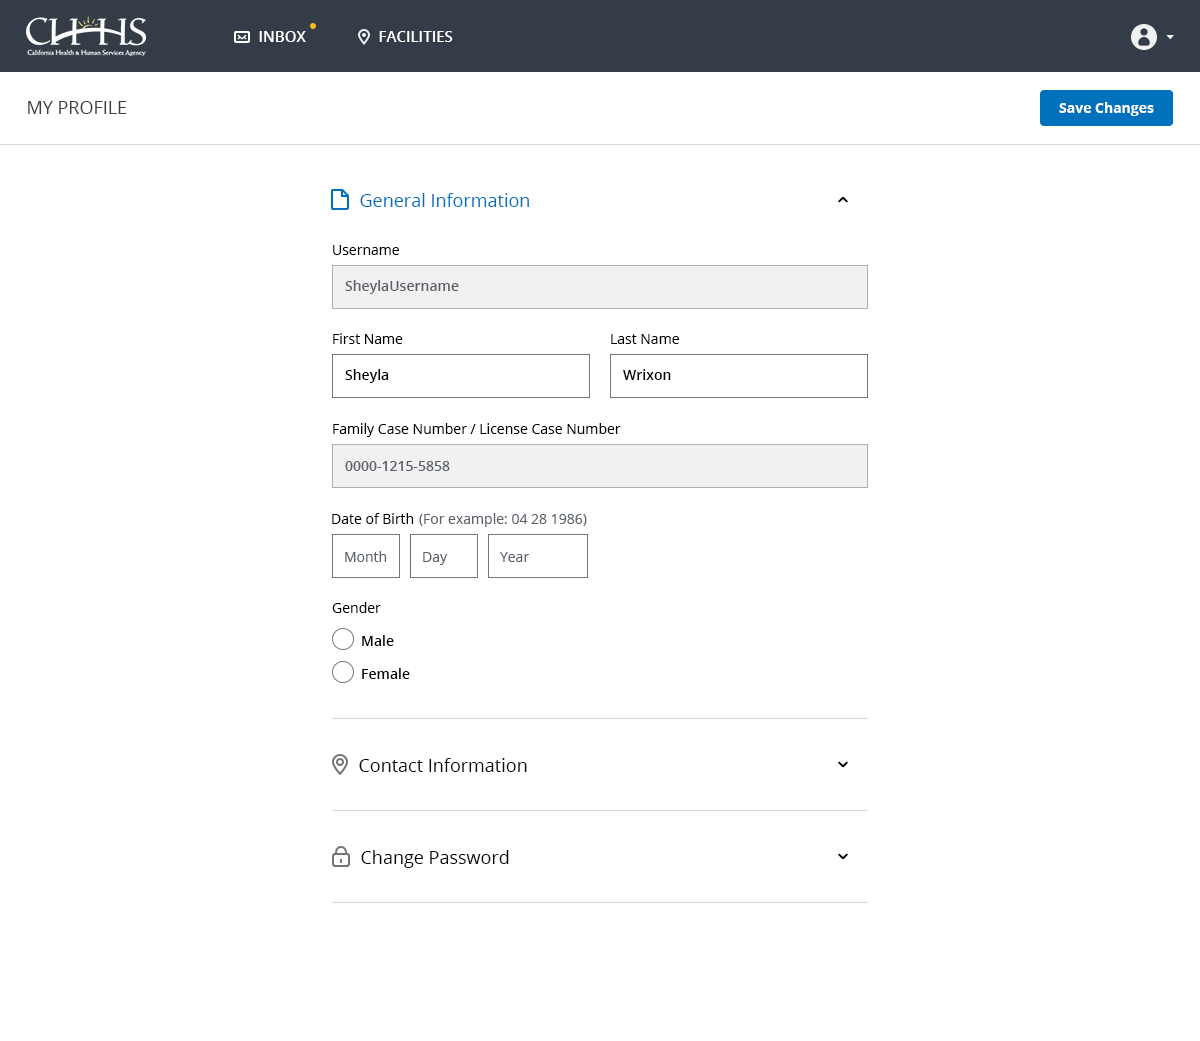 CHHS
California Health & Human Services Agency
INBOX
FACILITIES
MY PROFILE
Save Changes
General Information
Username
SheylaUsername
First Name
Last Name
Sheyla
Wrixon
Family Case Number / License Case Number
0000-1215-5858
Date of Birth (For example: 04 28 1986)
Month
Day
Year
Gender
Male
Female
Contact Information
Change Password